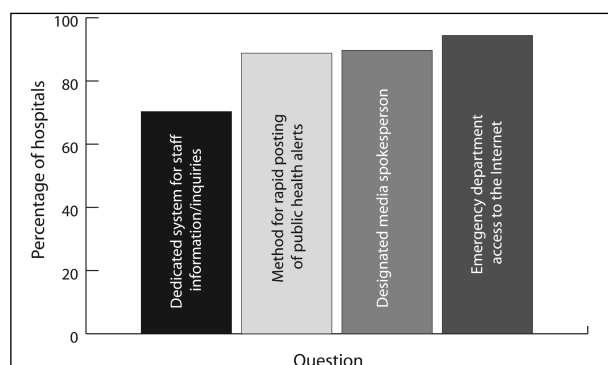 100
80
60
40
20
0
Percentage of hospitals
Dedicated system for staff
information/inquiries
Method for rapid posting
of public health alerts
Designated media spokesperson
Emergency department
access to the Internet
Question